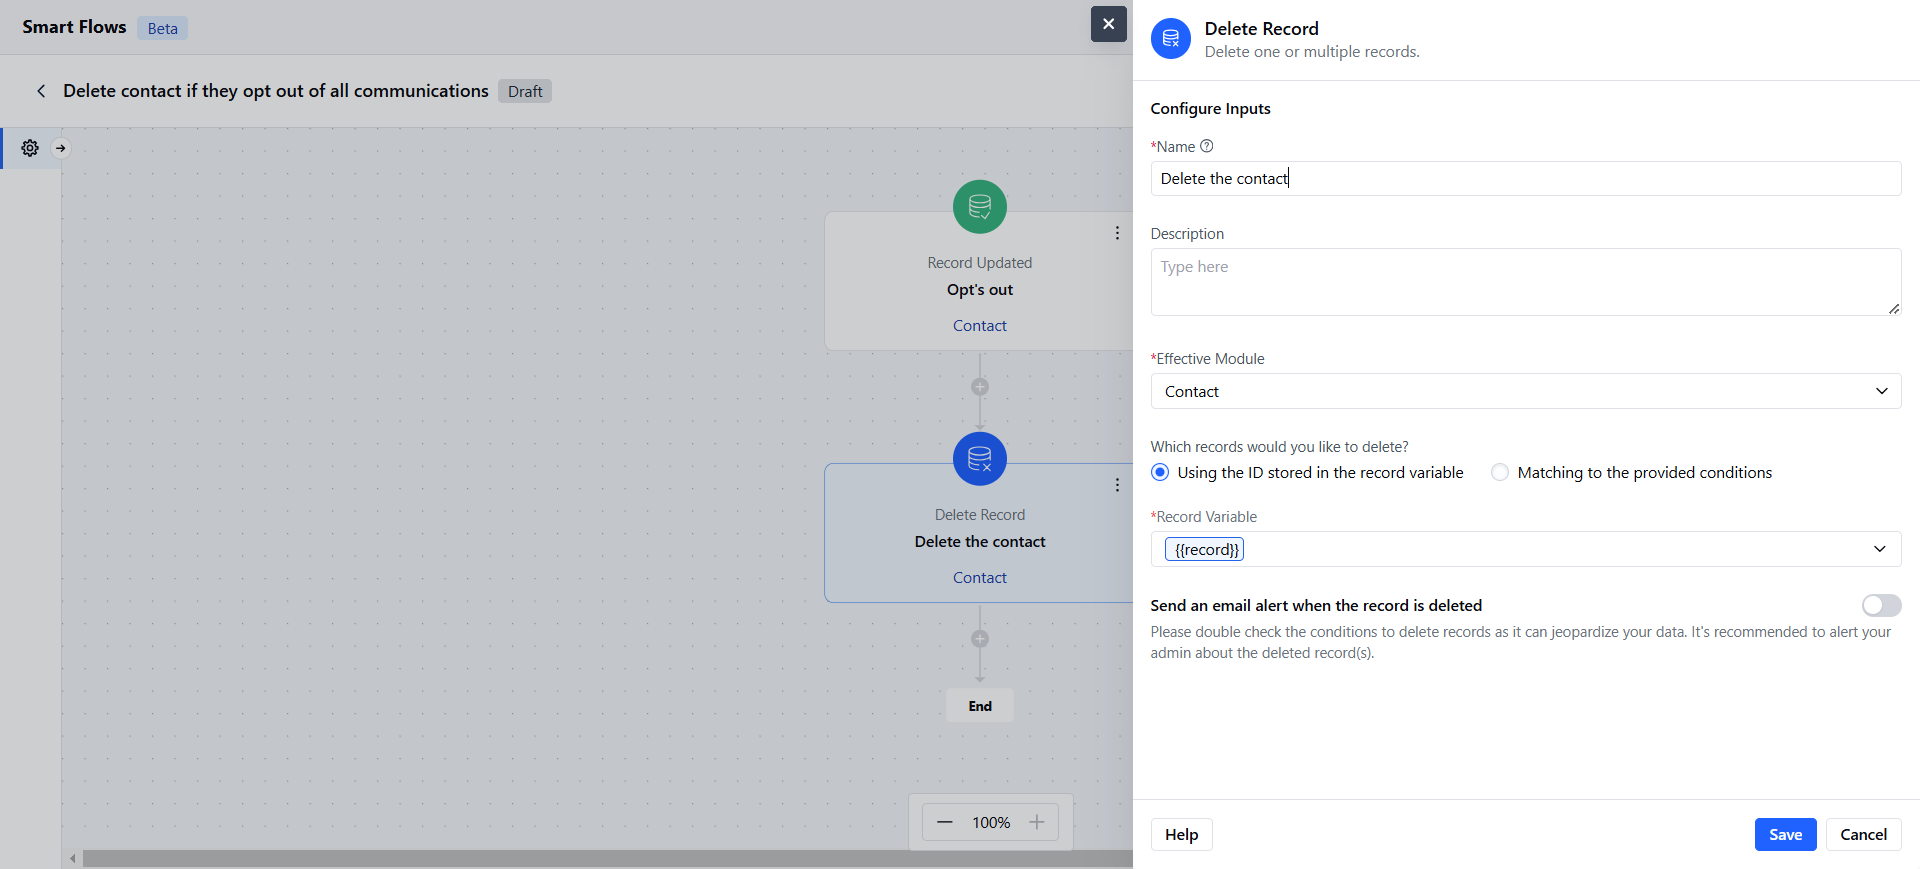 Smart Flows Beta
Delete contact if they opt out of all communications Draft
Record Updated
Opt's out
Contact
Delete Record
Delete the contact
Contact
End
100%
Delete Record
Delete one or multiple records.
Configure Inputs
*Name
Delete the contact
Description
Type here
*Effective Module
Contact
Which records would you like to delete?
Using the ID stored in the record variable Matching to the provided conditions
*Record Variable
{{record}}
Send an email alert when the record is deleted
Please double check the conditions to delete records as it can jeopardize your data. It's recommended to alert your
admin about the deleted record(s).
Help Save Cancel